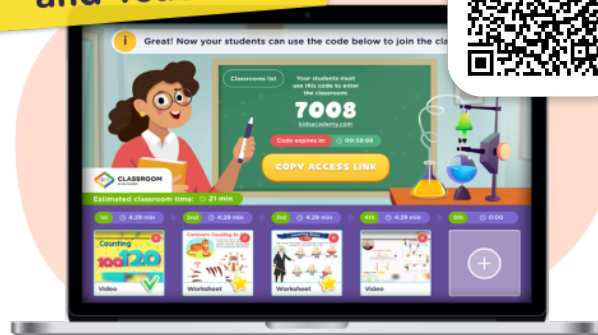 and
Great! Now your students can use the code below to join the cla
Classrooms list
Your students must
use this code to enter
the classroom:
7008
kidsacademy.com
Code expires in: 00:59:99
COPY ACCESS LINK
CLASSROOM
Estimated classroom time: 21 min
1st 4:29 min
2nd 4:29 min
3rd 4:29 min
4th 4:29 min
5th 0:00
Counting
100 120
Video
Worksheet
Worksheet
Video